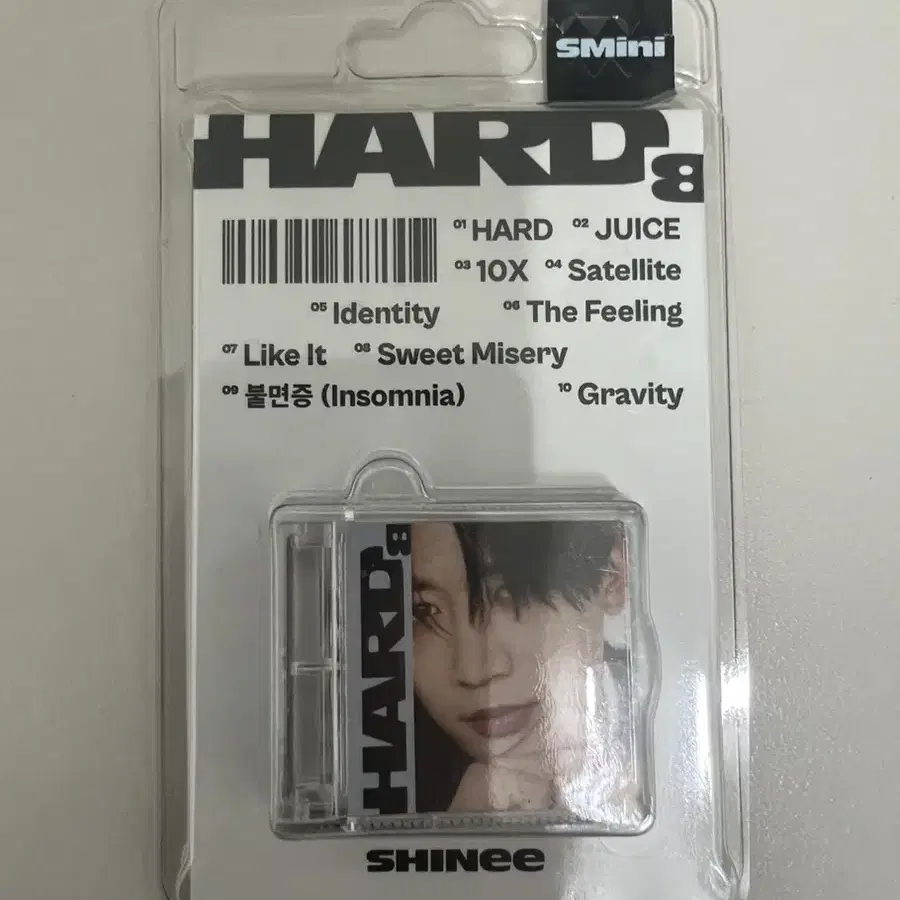 SMini
HARD8
01 HARD 02 JUICE
03 10X 04 Satellite
05 Identity 06 The Feeling
07 Like It 08 Sweet Misery
09 불면증 (Insomnia) 10 Gravity
HARD8
SHINee